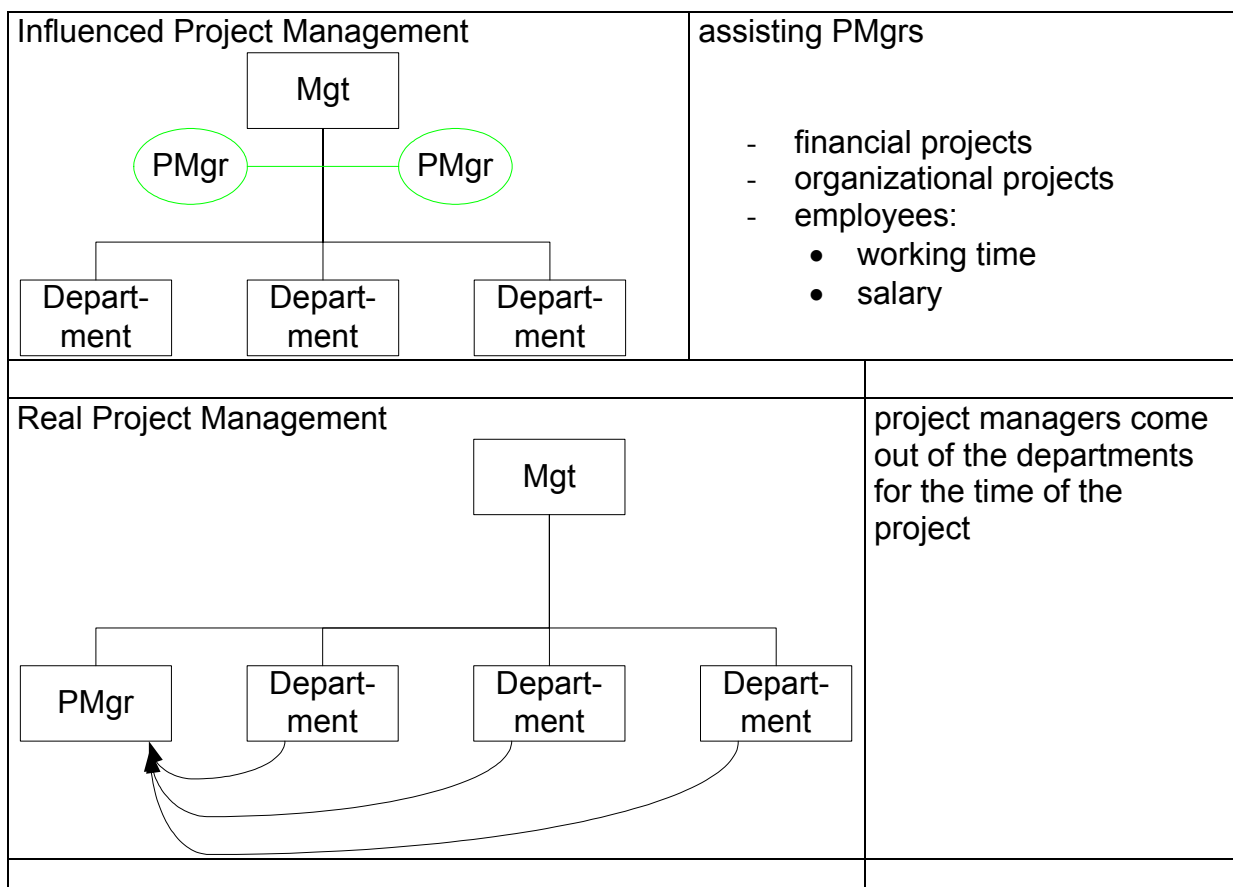 Influenced Project Management
Mgt
PMgr
PMgr
Depart-
ment
Depart-
ment
Depart-
ment
assisting PMgrs
- financial projects
- organizational projects
- employees:
• working time
• salary
Real Project Management
Mgt
PMgr
Depart-
ment
Depart-
ment
Depart-
ment
project managers come
out of the departments
for the time of the
project